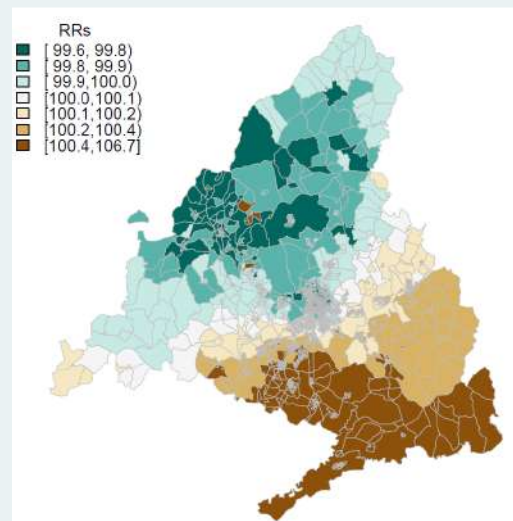 RRs
[ 99.6, 99.8)
[ 99.8, 99.9)
[ 99.9,100.0)
[100.0,100.1)
[100.1,100.2)
[100.2,100.4)
[100.4,106.7]